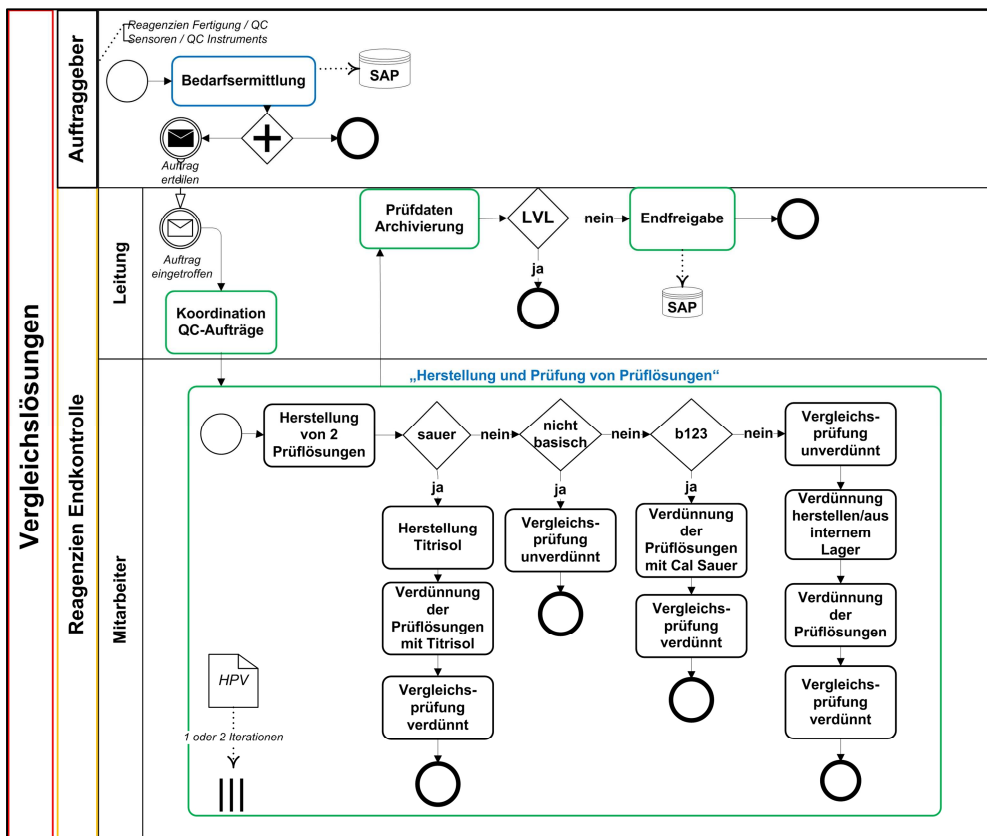 Vergleichslösungen
Auftraggeber
Reagenzien Fertigung / QC
Sensoren / QC Instruments
Bedarfsermittlung
SAP
Auftrag
erteilen
Reagenzien Endkontrolle
Leitung
Auftrag
eingetroffen
Koordination
QC-Aufträge
Prüfdaten
Archivierung
LVL
nein
ja
Endfreigabe
SAP
Mitarbeiter
„Herstellung und Prüfung von Prüflösungen“
Herstellung
von 2
Prüflösungen
sauer
nein
nicht
basisch
nein
b123
nein
Vergleichs-
prüfung
unverdünnt
ja
ja
ja
Herstellung
Titrisol
Verdünnung
der
Prüflösungen
mit Titrisol
Vergleichs-
prüfung
verdünnt
Vergleichs-
prüfung
unverdünnt
Verdünnung
der
Prüflösungen
mit Cal Sauer
Vergleichs-
prüfung
verdünnt
Verdünnung
herstellen/aus
internem
Lager
Verdünnung
der
Prüflösungen
Vergleichs-
prüfung
verdünnt
HPV
1 oder 2 Iterationen